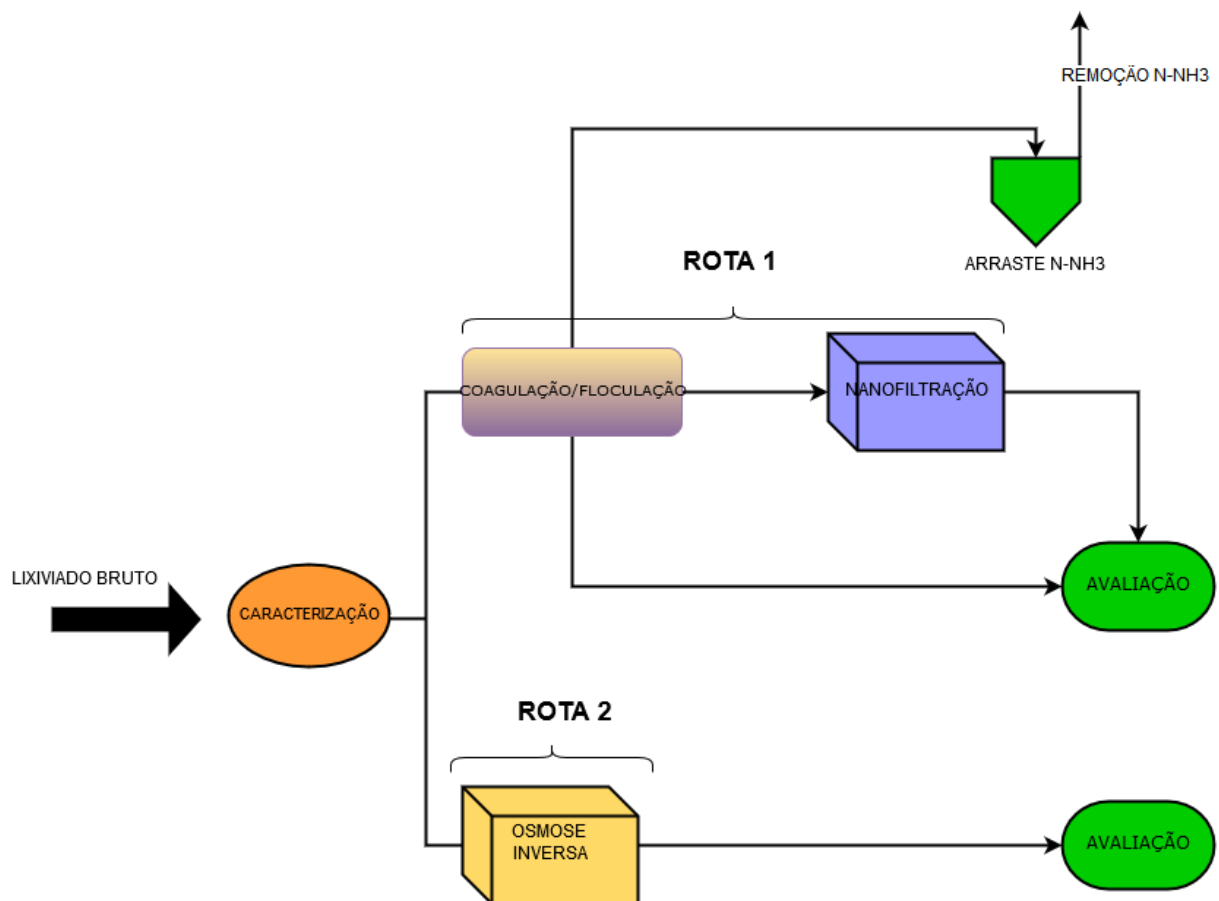 REMOÇÃO N-NH3
ARRASTE N-NH3
ROTA 1
COAGULAÇÃO/FLOCULAÇÃO
NANOFILTRAÇÃO
LIXIVIADO BRUTO
CARACTERIZAÇÃO
AVALIAÇÃO
ROTA 2
OSMOSE
INVERSA
AVALIAÇÃO